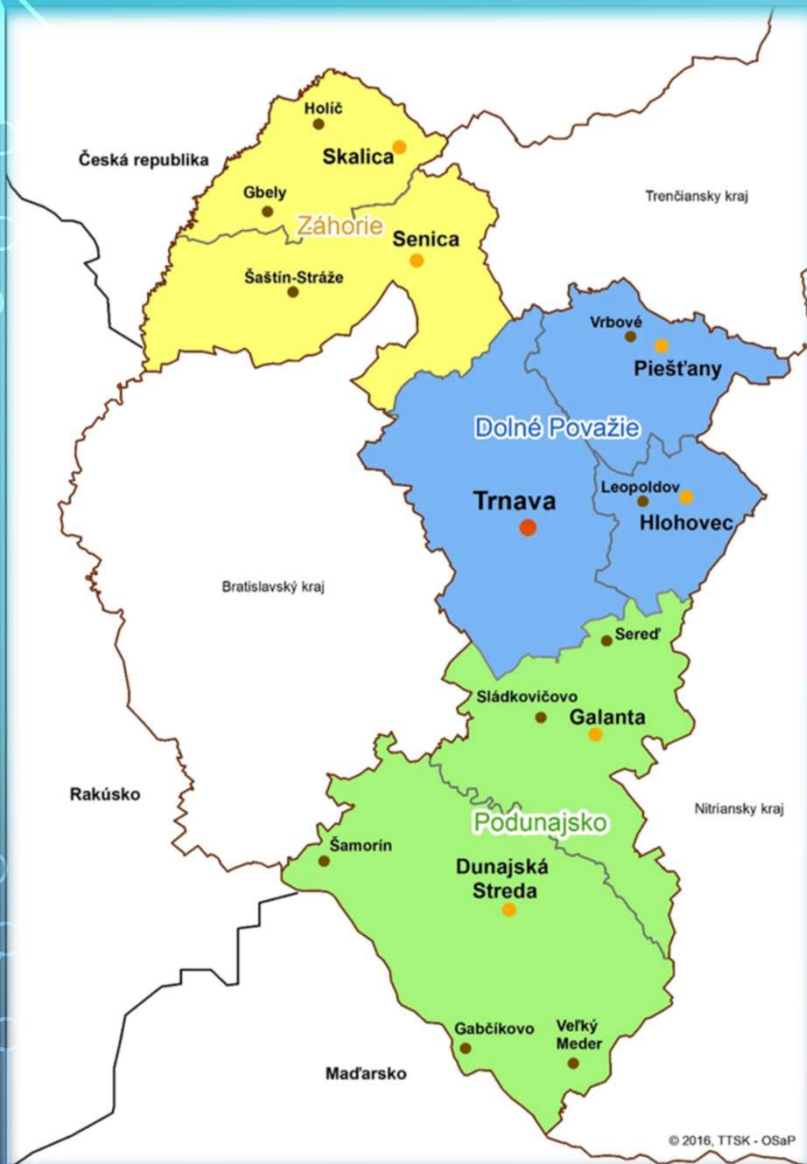 Holíč
Česká republika
Skalica
Gbely
Trenčiansky kraj
Záhorie
Senica
Šaštín-Stráže
Vrbové
Piešťany
Dolné Považie
Leopoldov
Trnava
Hlohovec
Bratislavský kraj
Sereď
Sládkovičovo
Galanta
Rakúsko
Nitriansky kraj
Podunajsko
Šamorín
Dunajská
Streda
Gabčíkovo
Veľký
Meder
Maďarsko
© 2016, TTSK - OSaP